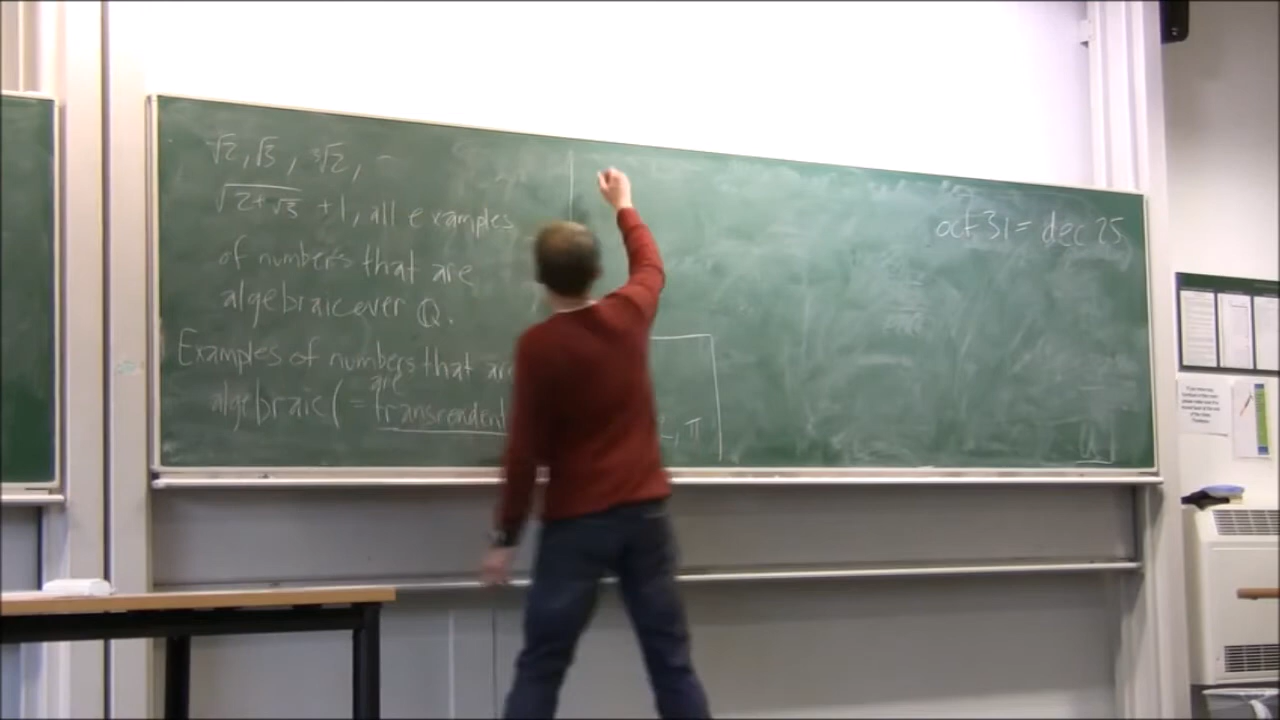 √2, √3, ³√2,
√(2+√3) +1, all examples
of numbers that are
algebraic over Q.
Examples of numbers that are
algebraic (= transcendent
π
oct 31 = dec 25